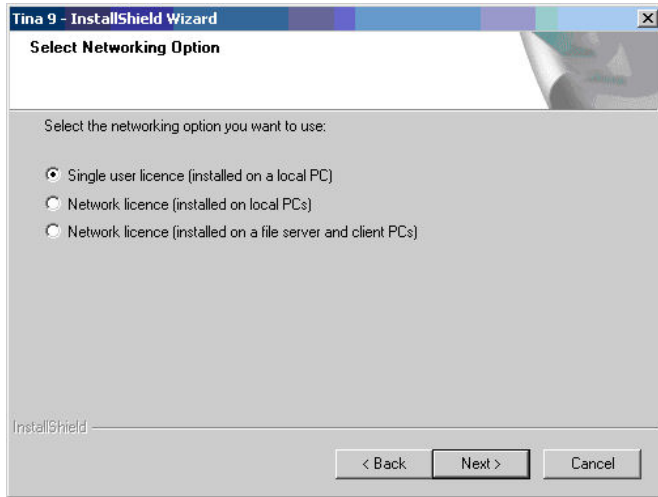 Tina 9 - InstallShield Wizard
Select Networking Option
Select the networking option you want to use:
Single user licence (installed on a local PC)
Network licence (installed on local PCs)
Network licence (installed on a file server and client PCs)
InstallShield
< Back Next > Cancel